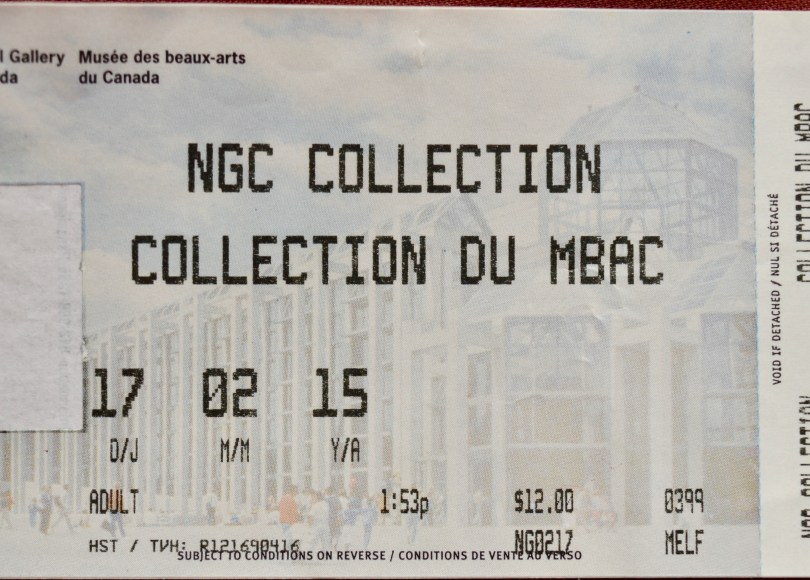 l Gallery Musée des beaux-arts
da du Canada
NGC COLLECTION
COLLECTION DU MBAC
17 02 15
D/J M/M Y/A
ADULT 1:53p $12.00 0399
HST / TVH: R121690416 NG0217 MELF
SUBJECT TO CONDITIONS ON REVERSE / CONDITIONS DE VENTE AU VERSO
VOID IF DETACHED / NUL SI DÉTACHÉ
COLLECTION DU MBAC
NGC COLLECTION